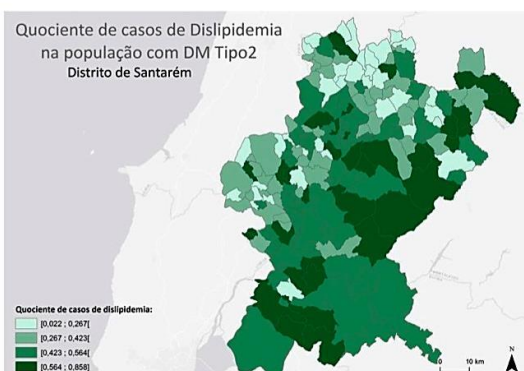 Quociente de casos de Dislipidemia
na população com DM Tipo2
Distrito de Santarém
Quociente de casos de dislipidemia:
[0,022 ; 0,267[
[0,267 ; 0,423[
[0,423 ; 0,564[
[0,564 ; 0,858]
N
0 10 km